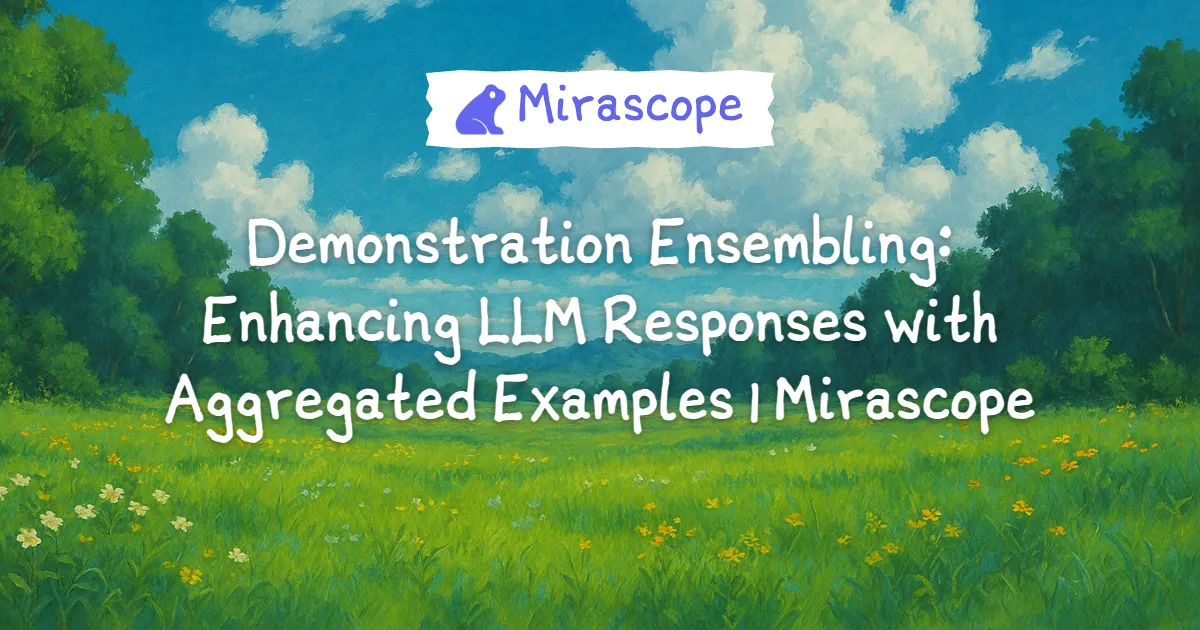 Mirascope
Demonstration Ensembling:
Enhancing LLM Responses with
Aggregated Examples | Mirascope